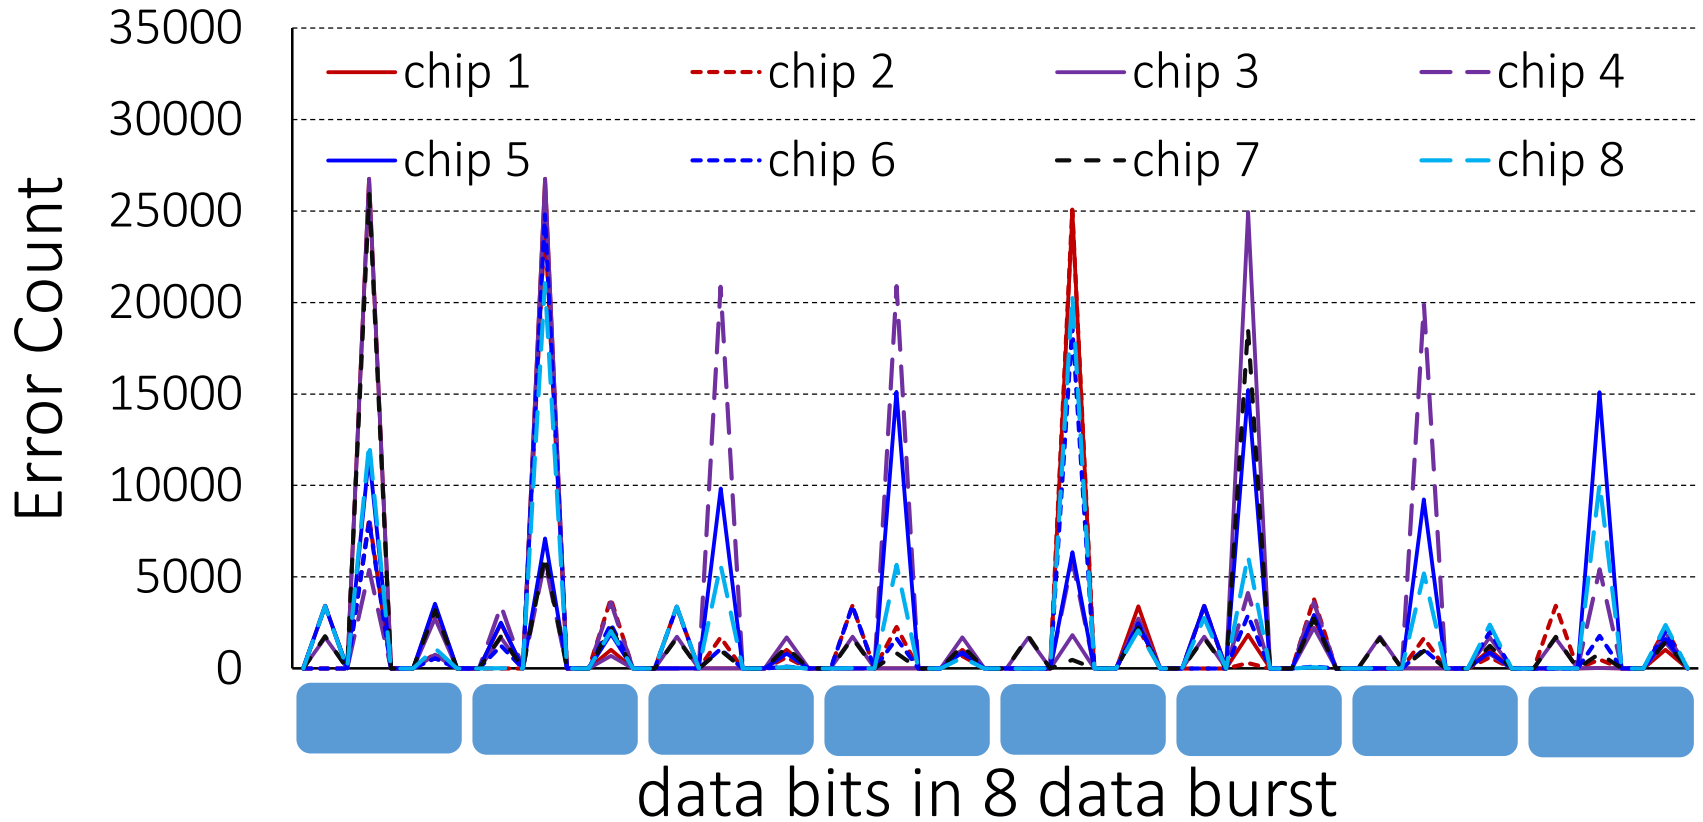 35000
30000
25000
20000
15000
10000
5000
0
Error Count
chip 1 chip 2 chip 3 chip 4
chip 5 chip 6 chip 7 chip 8
data bits in 8 data burst